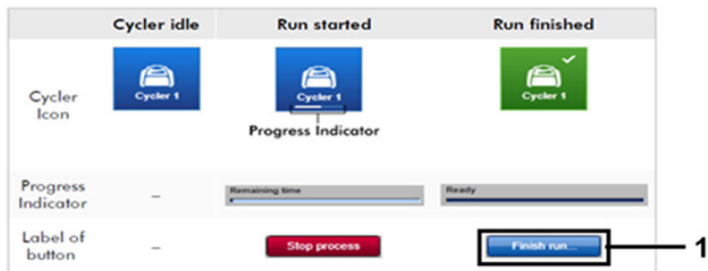 Cycler idle Run started Run finished
Cycler Icon
Cycler 1 Cycler 1 Cycler 1
Progress Indicator
Progress Indicator
– Remaining time Ready
Label of button
– Stop process Finish run... 1